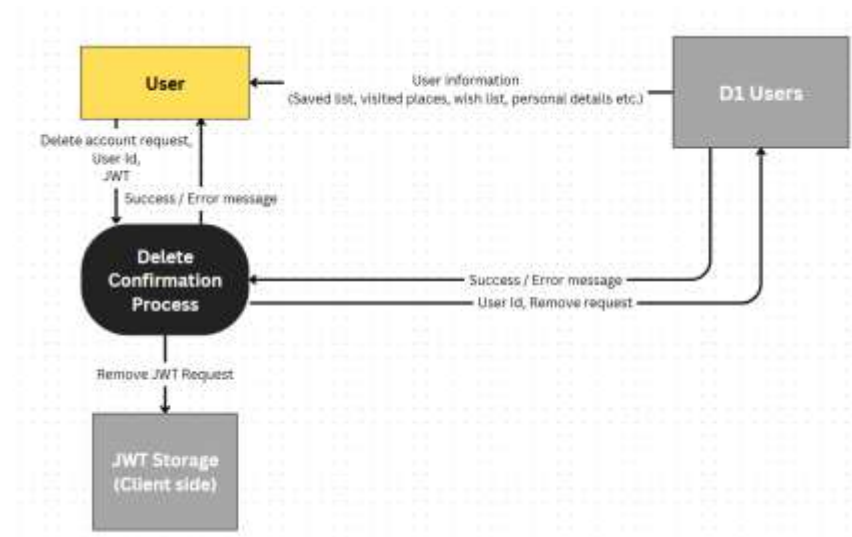 User
User information
(Saved list, visited places, wish list, personal details etc.)
D1 Users
Delete account request,
User Id,
JWT
Success / Error message
Delete
Confirmation
Process
Success / Error message
User Id, Remove request
Remove JWT Request
JWT Storage
(Client side)